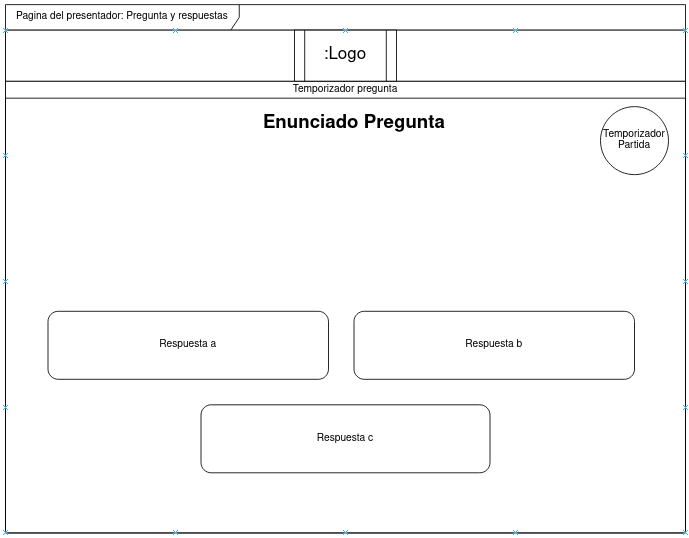 Pagina del presentador: Pregunta y respuestas
:Logo
Temporizador pregunta
Enunciado Pregunta
Temporizador
Partida
Respuesta a
Respuesta b
Respuesta c